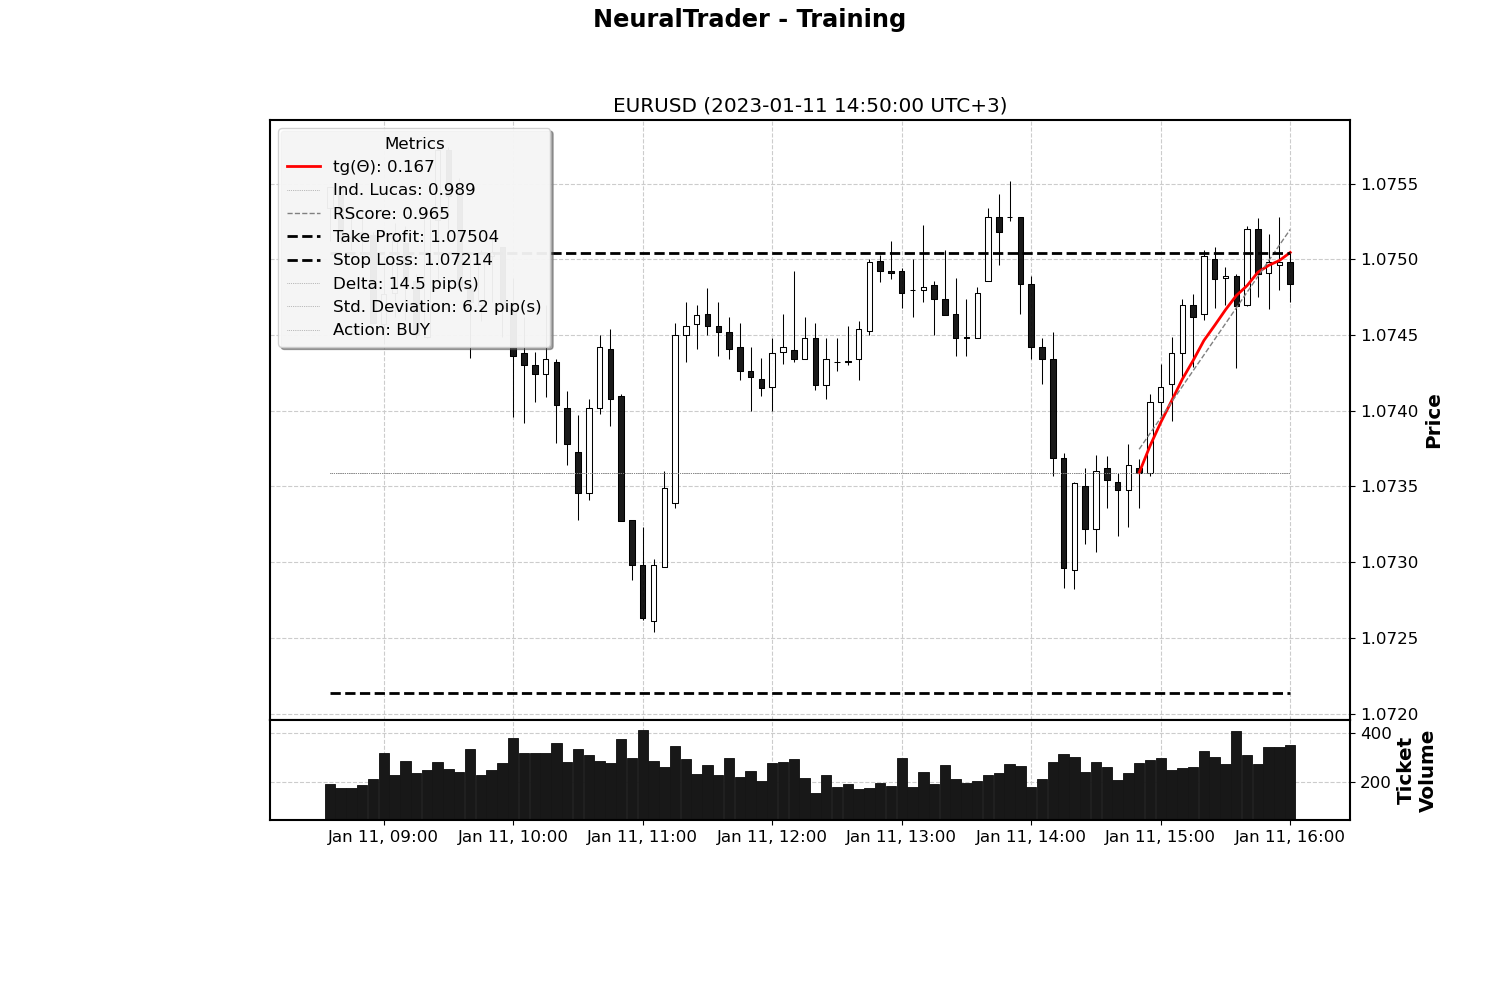 NeuralTrader - Training
EURUSD (2023-01-11 14:50:00 UTC+3)
Metrics
tg(Θ): 0.167
Ind. Lucas: 0.989
RScore: 0.965
Take Profit: 1.07504
Stop Loss: 1.07214
Delta: 14.5 pip(s)
Std. Deviation: 6.2 pip(s)
Action: BUY
1.0755
1.0750
1.0745
1.0740
1.0735
1.0730
1.0725
1.0720
Price
400
200
Ticket
Volume
Jan 11, 09:00
Jan 11, 10:00
Jan 11, 11:00
Jan 11, 12:00
Jan 11, 13:00
Jan 11, 14:00
Jan 11, 15:00
Jan 11, 16:00